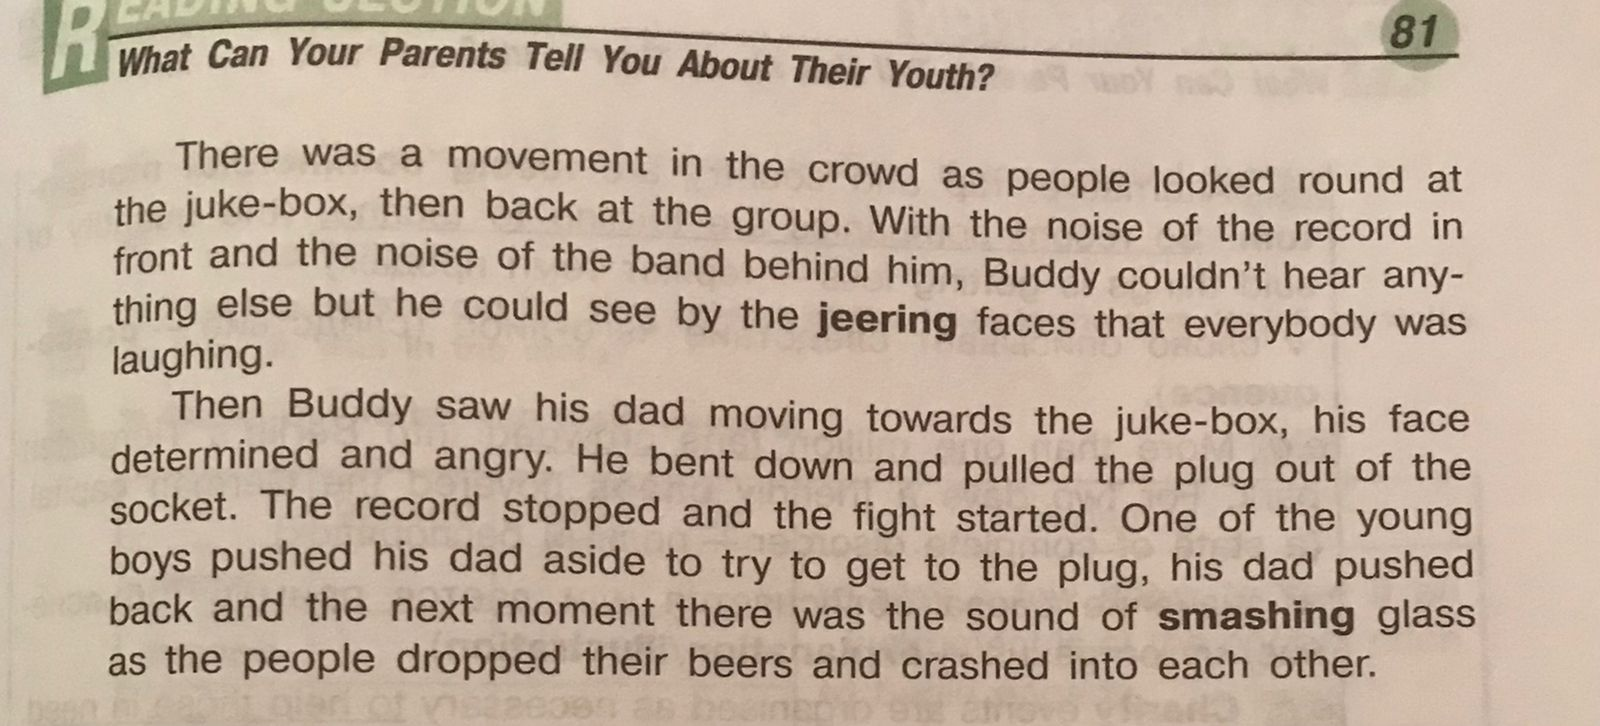 READING SECTION
81
What Can Your Parents Tell You About Their Youth?
There was a movement in the crowd as people looked round at
the juke-box, then back at the group. With the noise of the record in
front and the noise of the band behind him, Buddy couldn't hear any-
thing else but he could see by the jeering faces that everybody was
laughing.
Then Buddy saw his dad moving towards the juke-box, his face
determined and angry. He bent down and pulled the plug out of the
socket. The record stopped and the fight started. One of the young
boys pushed his dad aside to try to get to the plug, his dad pushed
back and the next moment there was the sound of smashing glass
as the people dropped their beers and crashed into each other.